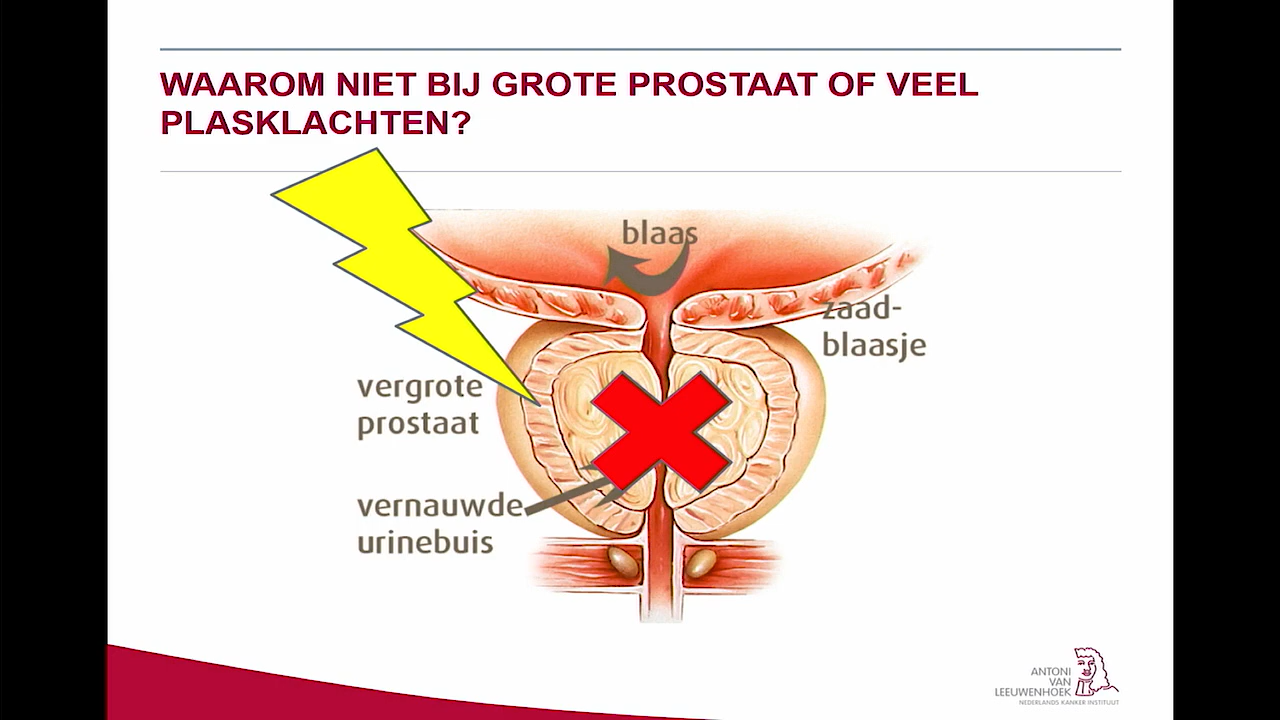 WAAROM NIET BIJ GROTE PROSTAAT OF VEEL
PLASKLACHTEN?
blaas
zaad-
blaasje
vergrote
prostaat
vernauwde
urinebuis
ANTONI
VAN
LEEUWENHOEK
NEDERLANDS KANKER INSTITUUT